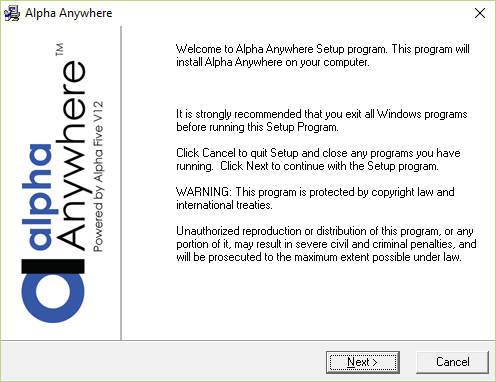 Alpha Anywhere
alpha
Anywhere™
Powered by Alpha Five V12
Welcome to Alpha Anywhere Setup program. This program will
install Alpha Anywhere on your computer.
It is strongly recommended that you exit all Windows programs
before running this Setup Program.
Click Cancel to quit Setup and close any programs you have
running. Click Next to continue with the Setup program.
WARNING: This program is protected by copyright law and
international treaties.
Unauthorized reproduction or distribution of this program, or any
portion of it, may result in severe civil and criminal penalties, and
will be prosecuted to the maximum extent possible under law.
Next >
Cancel